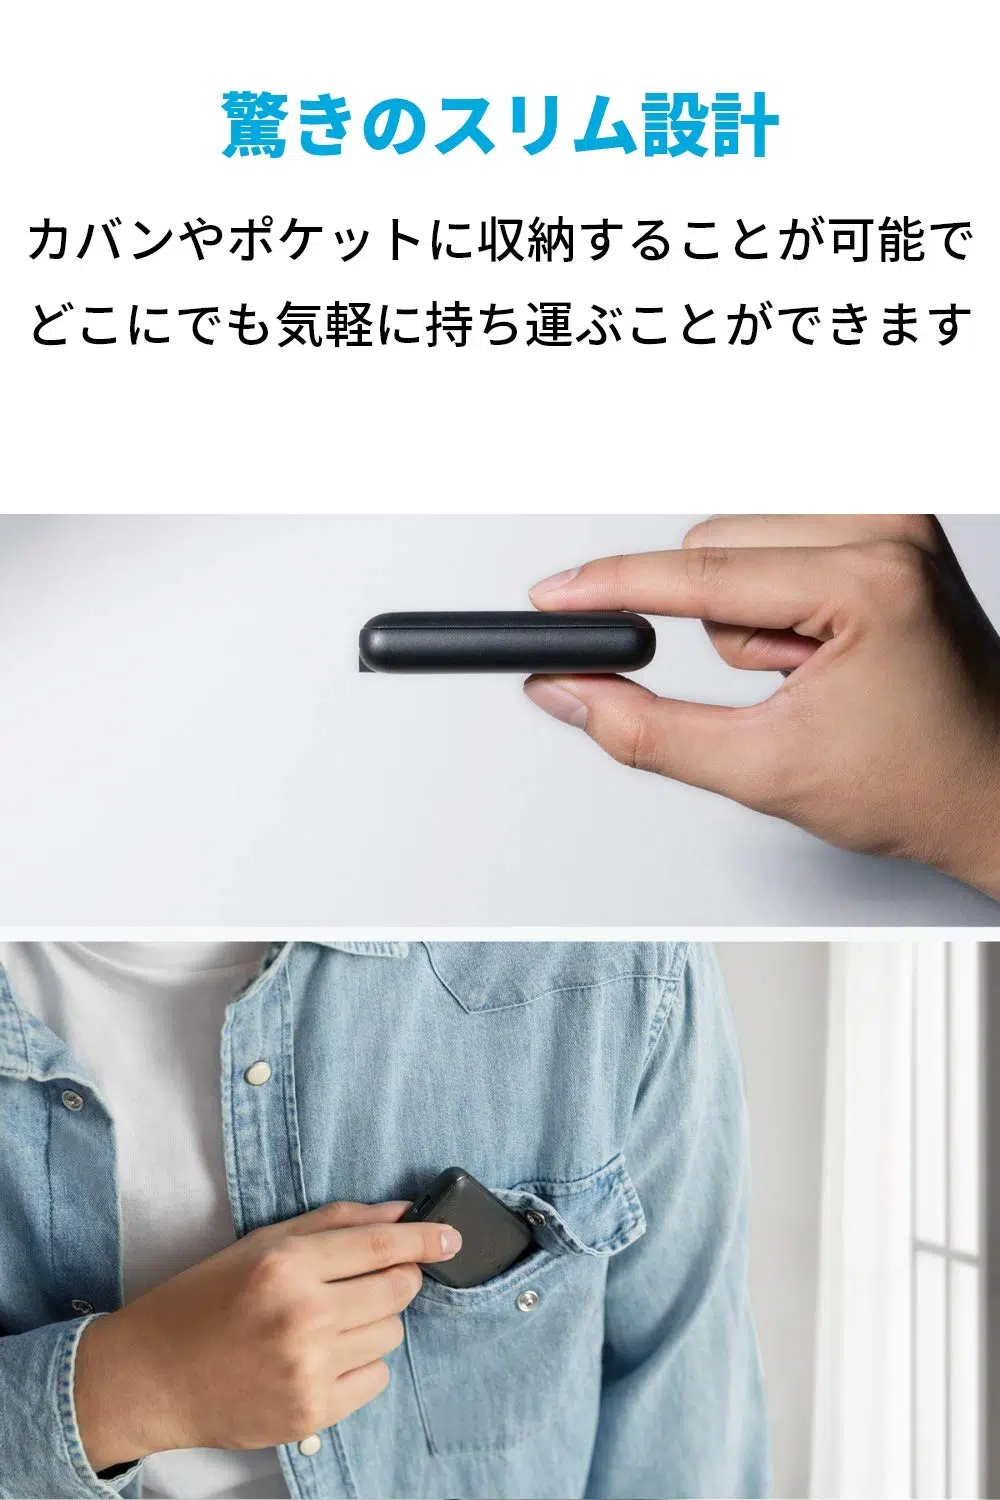 驚きのスリム設計
カバンやポケットに収納することが可能で
どこにでも気軽に持ち運ぶことができます